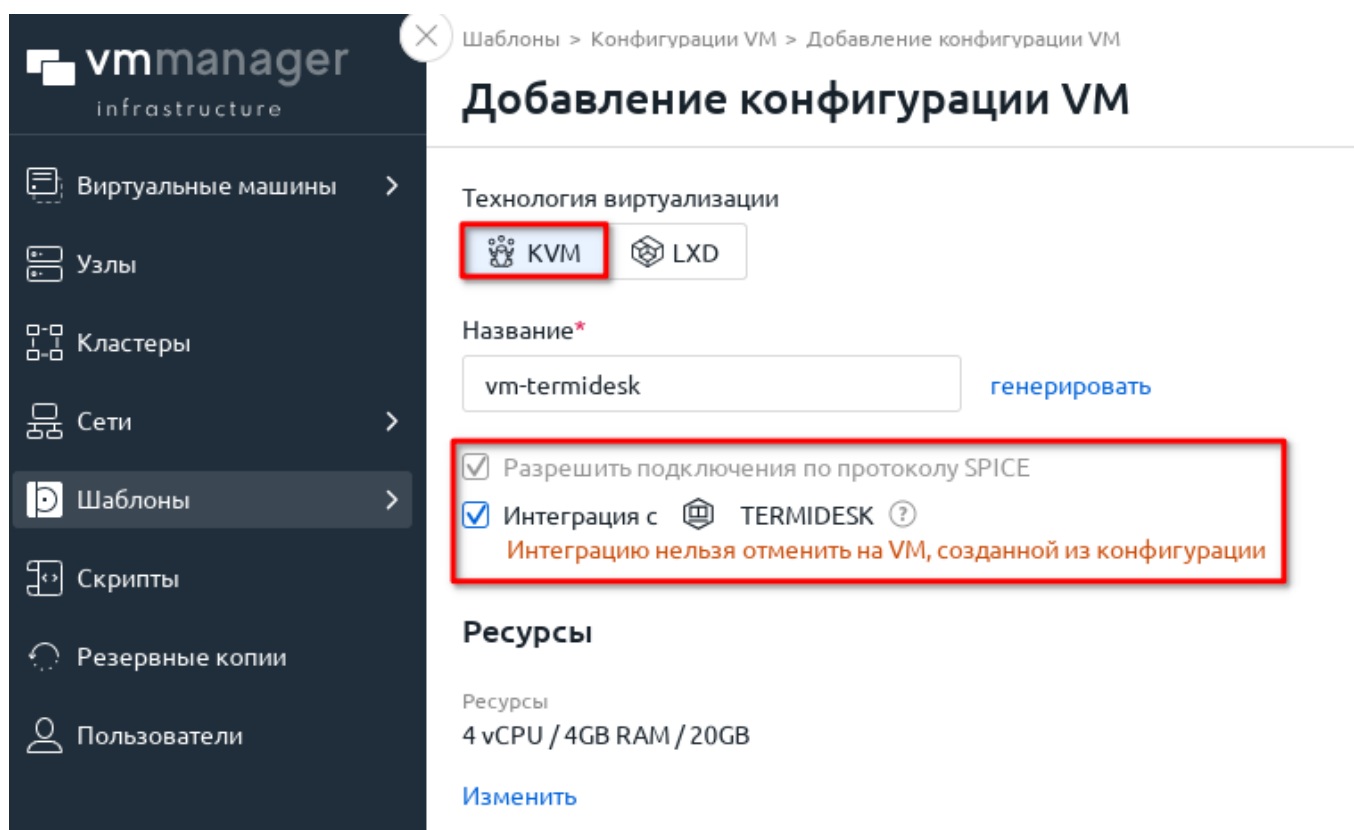 vmmanager
infrastructure
Виртуальные машины
Узлы
Кластеры
Сети
Шаблоны
Скрипты
Резервные копии
Пользователи
Шаблоны > Конфигурации VM > Добавление конфигурации VM
Добавление конфигурации VM
Технология виртуализации
KVM LXD
Название*
vm-termidesk генерировать
Разрешить подключения по протоколу SPICE
Интеграция с TERMIDESK ?
Интеграцию нельзя отменить на VM, созданной из конфигурации
Ресурсы
Ресурсы
4 vCPU / 4GB RAM / 20GB
Изменить